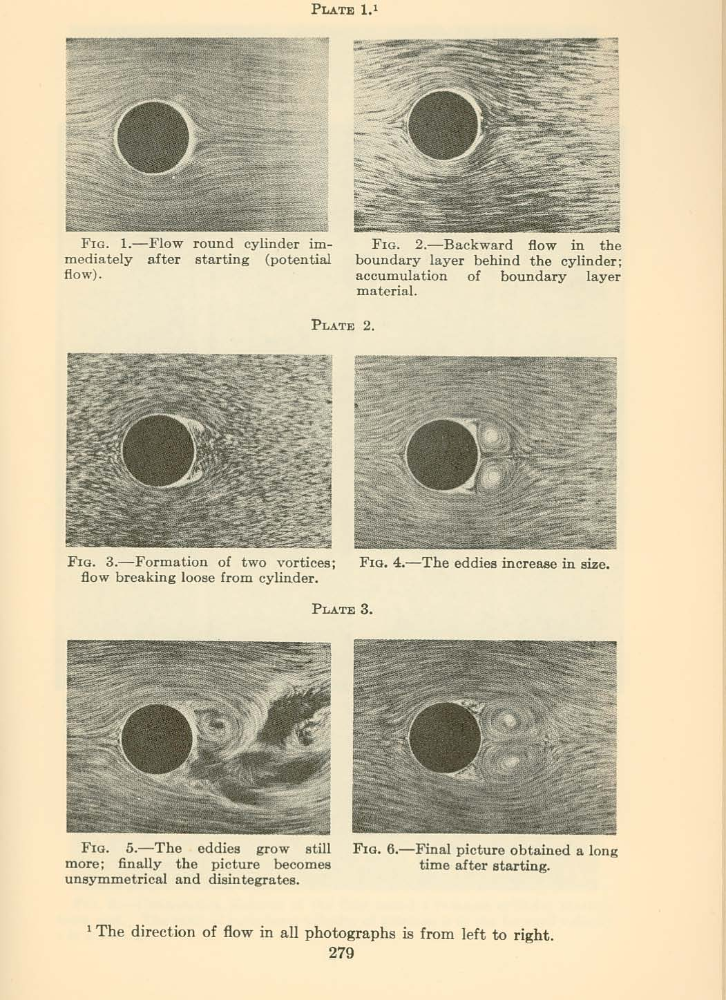 PLATE 1.¹
FIG. 1.—Flow round cylinder im-
mediately after starting (potential
flow).
FIG. 2.—Backward flow in the
boundary layer behind the cylinder;
accumulation of boundary layer
material.
PLATE 2.
FIG. 3.—Formation of two vortices;
flow breaking loose from cylinder.
FIG. 4.—The eddies increase in size.
PLATE 3.
FIG. 5.—The eddies grow still
more; finally the picture becomes
unsymmetrical and disintegrates.
FIG. 6.—Final picture obtained a long
time after starting.
¹ The direction of flow in all photographs is from left to right.
279